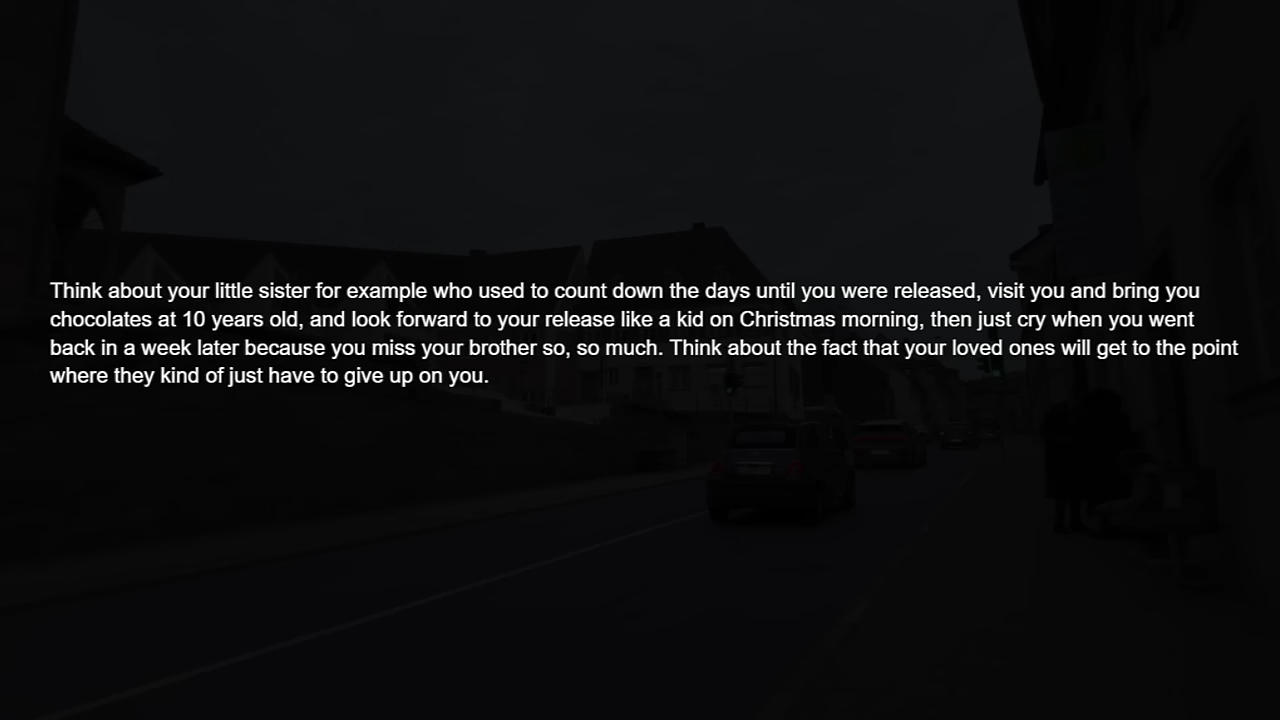 Think about your little sister for example who used to count down the days until you were released, visit you and bring you
chocolates at 10 years old, and look forward to your release like a kid on Christmas morning, then just cry when you went
back in a week later because you miss your brother so, so much. Think about the fact that your loved ones will get to the point
where they kind of just have to give up on you.